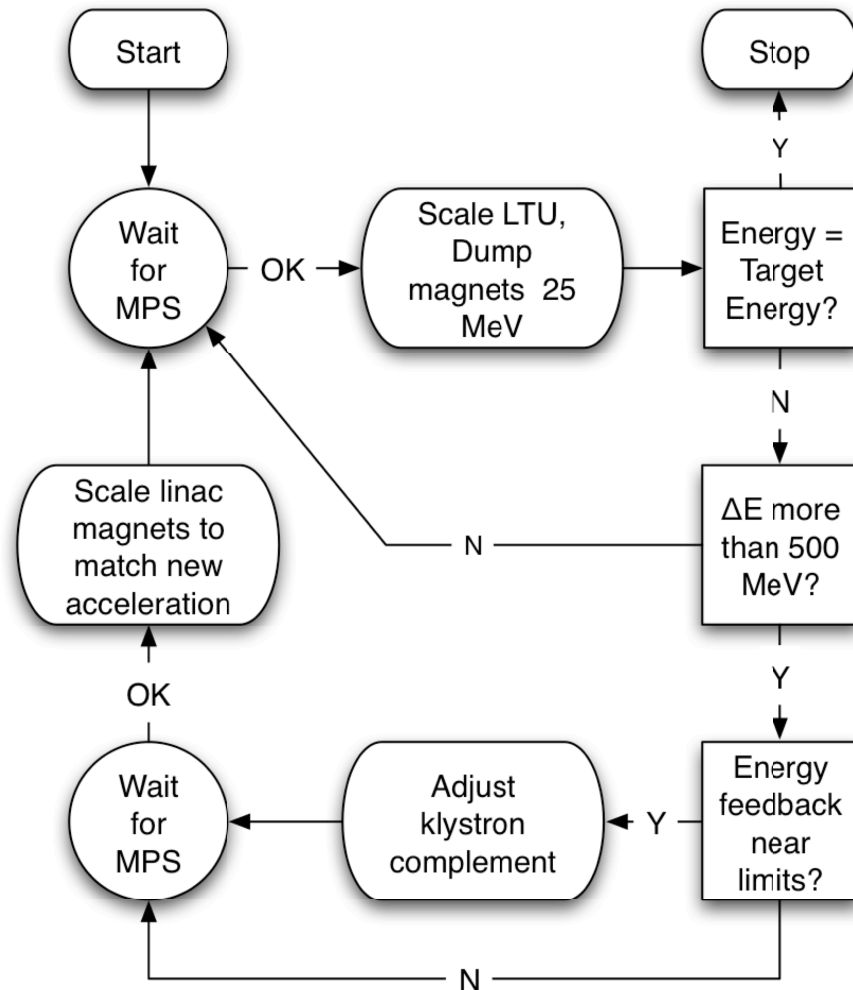 Start
Stop
Y
Wait
for
MPS
OK
Scale LTU,
Dump
magnets 25
MeV
Energy =
Target
Energy?
N
Scale linac
magnets to
match new
acceleration
N
ΔE more
than 500
MeV?
OK
Y
Wait
for
MPS
Adjust
klystron
complement
Y
Energy
feedback
near
limits?
N